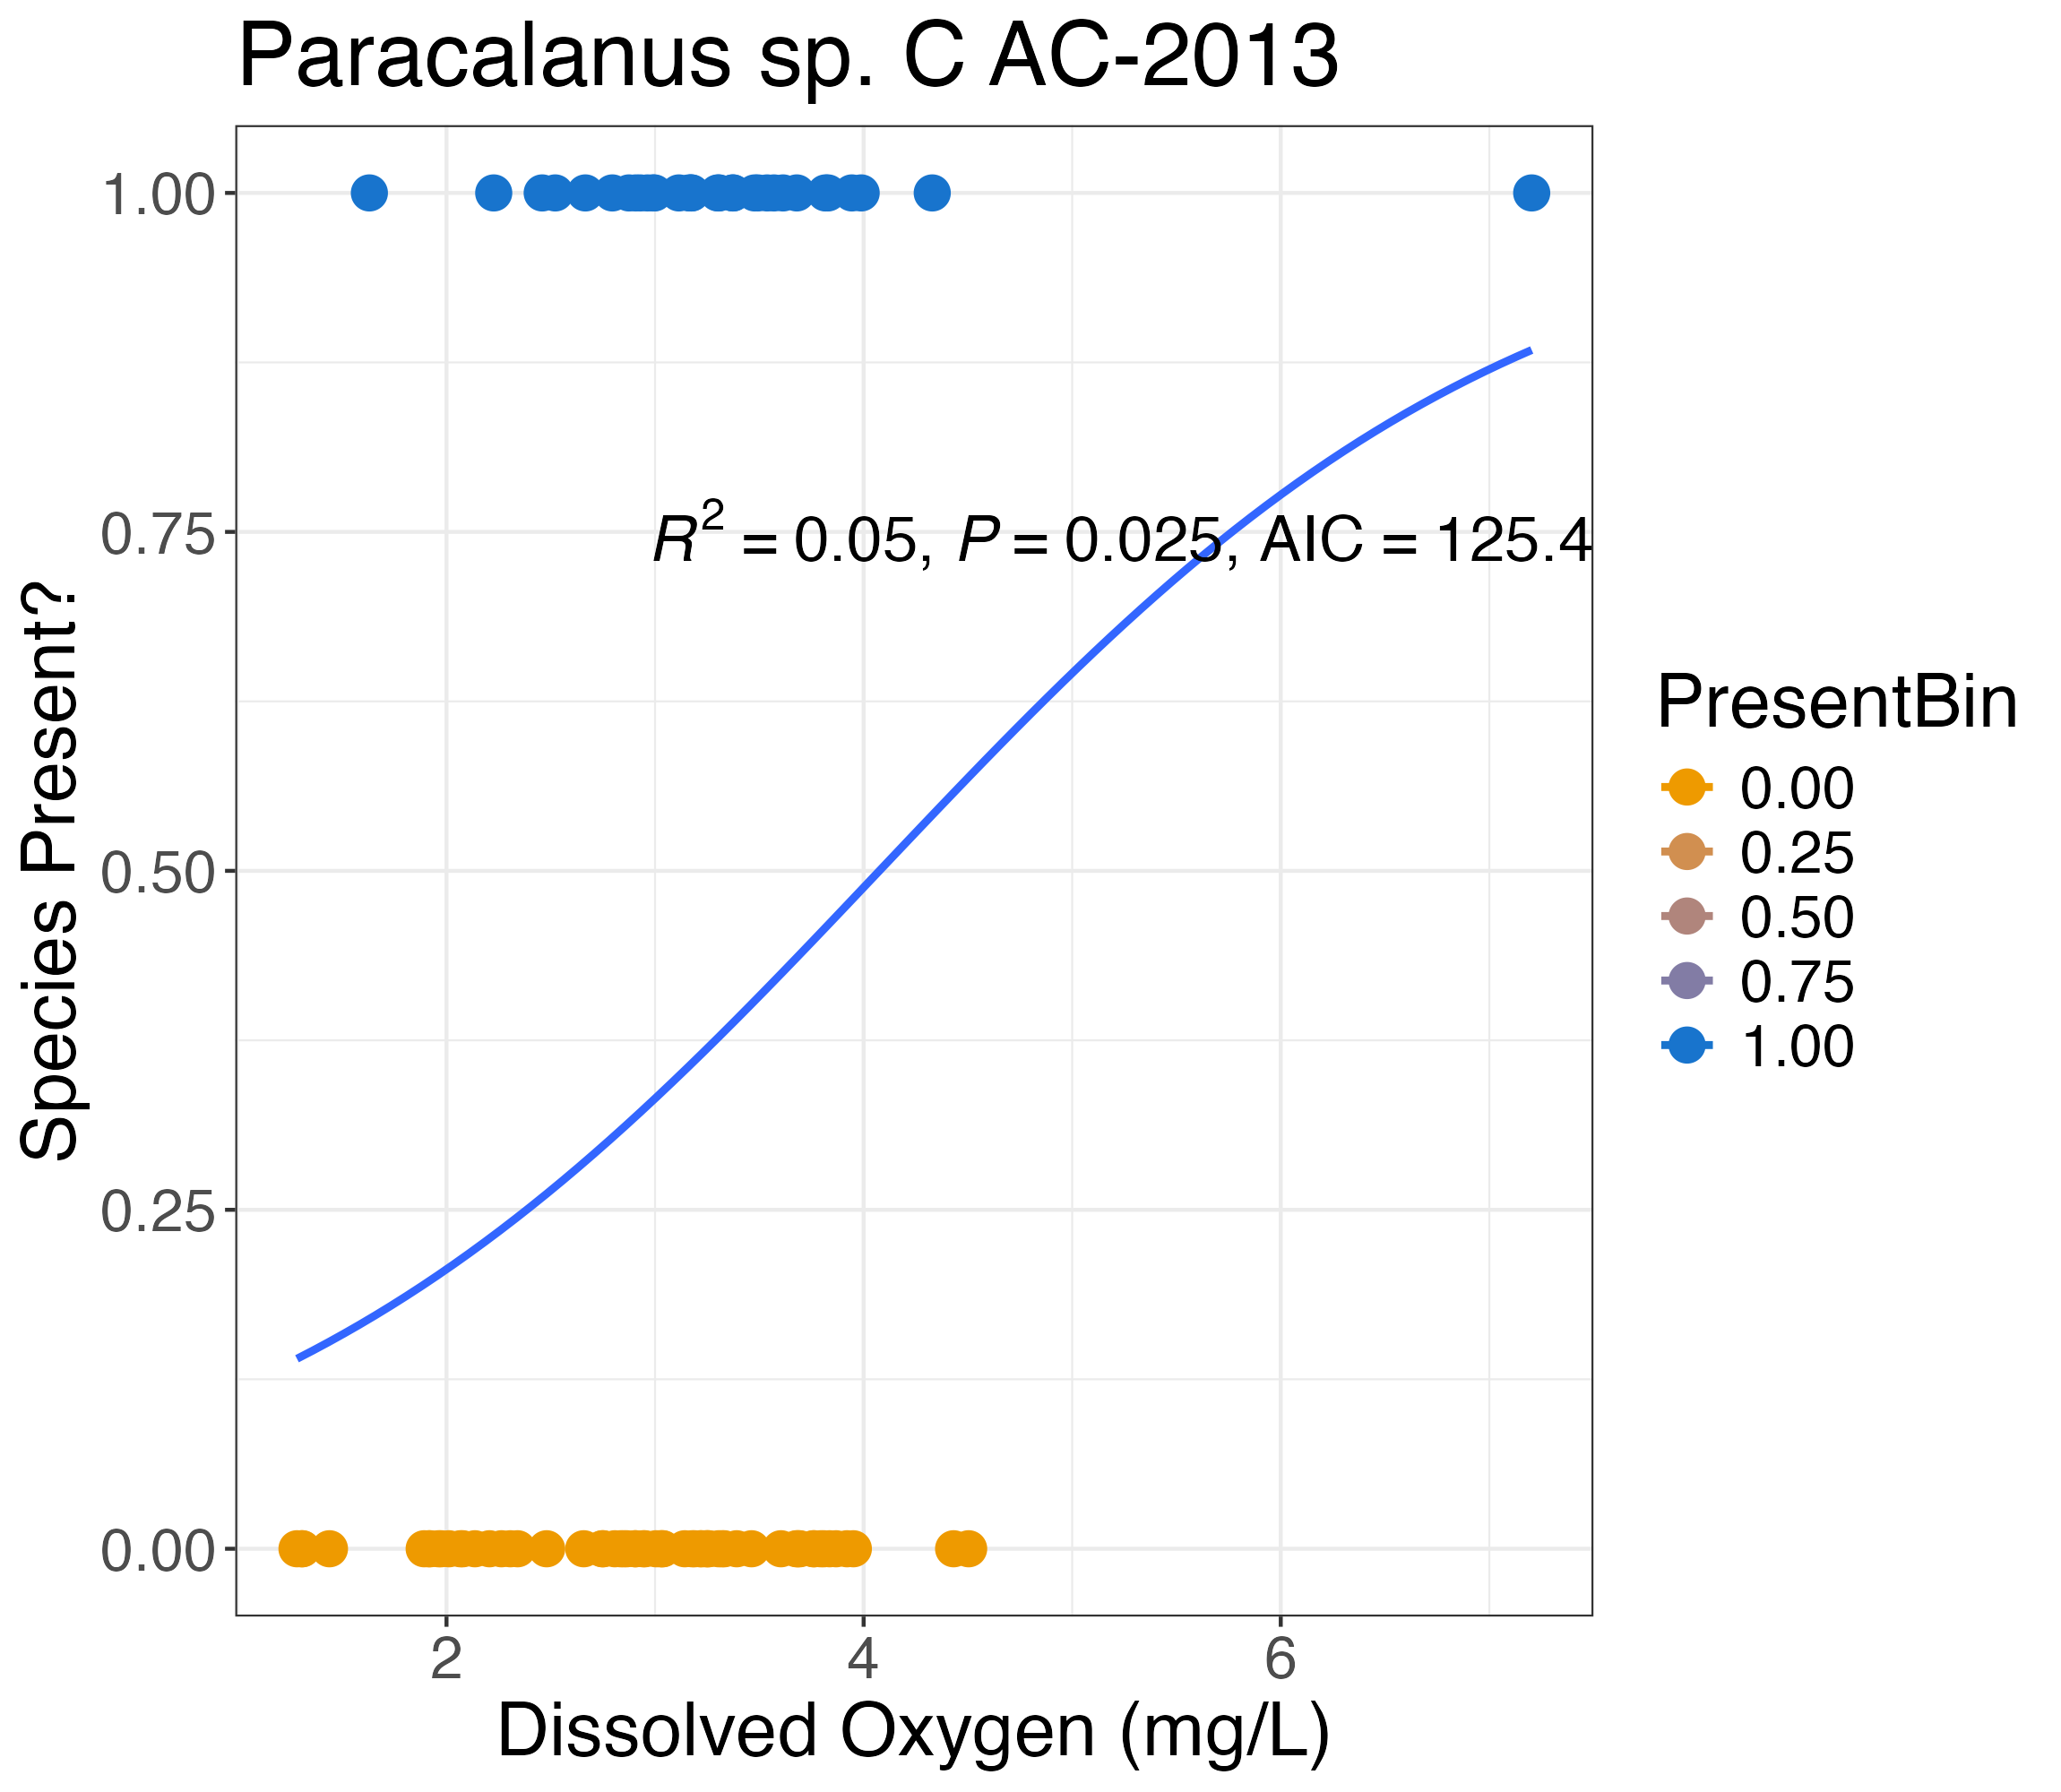 Paracalanus sp. C AC-2013
Species Present?
1.00
0.75
0.50
0.25
0.00
R² = 0.05, P = 0.025, AIC = 125.4
2 4 6
Dissolved Oxygen (mg/L)
PresentBin
0.00
0.25
0.50
0.75
1.00